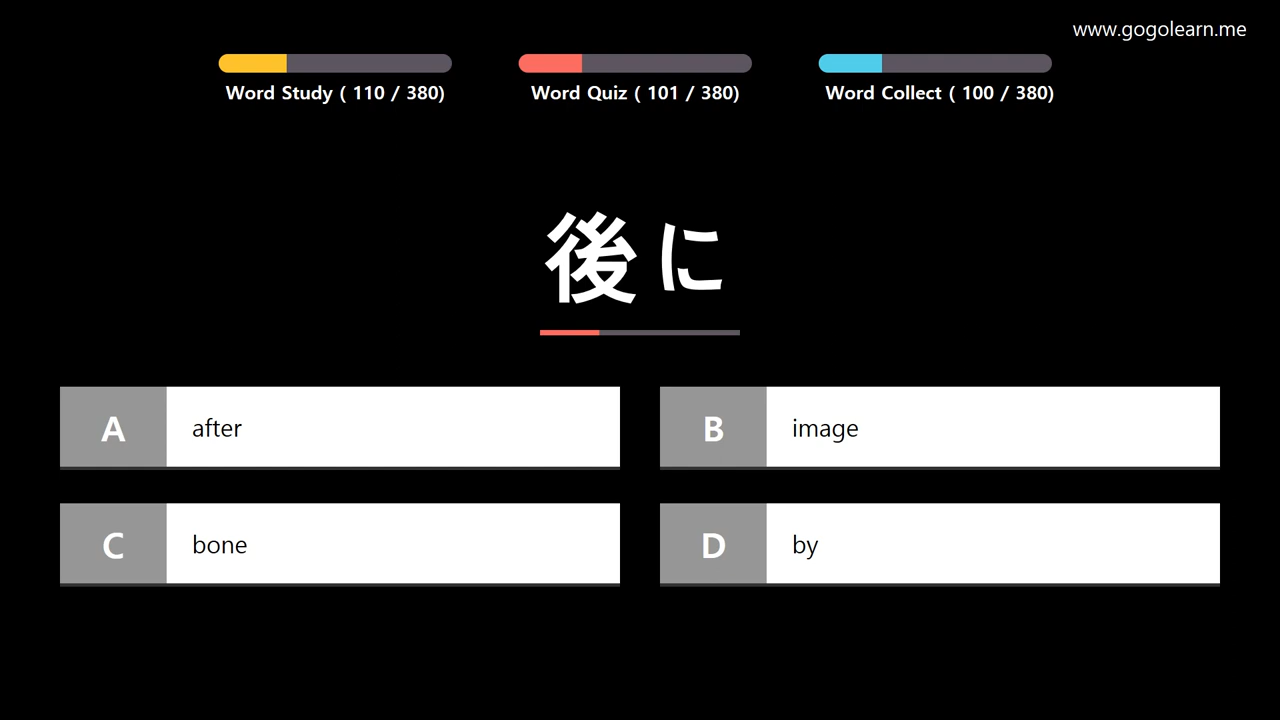 www.gogolearn.me
Word Study ( 110 / 380)
Word Quiz ( 101 / 380)
Word Collect ( 100 / 380)
後に
A after
B image
C bone
D by